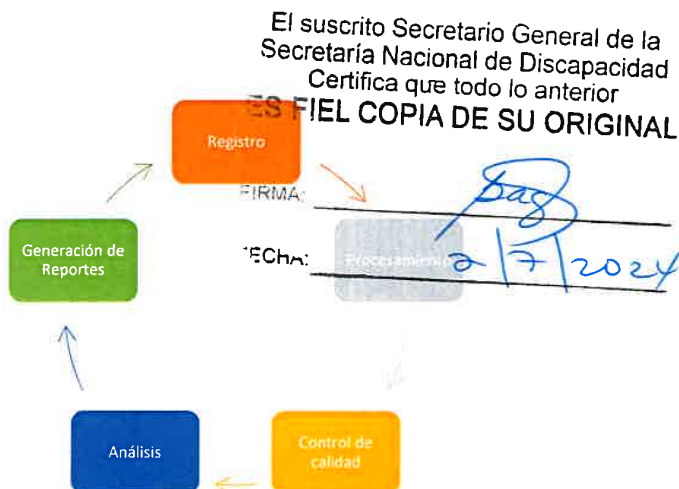 El suscrito Secretario General de la
Secretaría Nacional de Discapacidad
Certifica que todo lo anterior
ES FIEL COPIA DE SU ORIGINAL
Registro
FIRMA:
Generación de
Reportes
FECHA:
Procesamiento
2/7/2024
Análisis
Control de
calidad